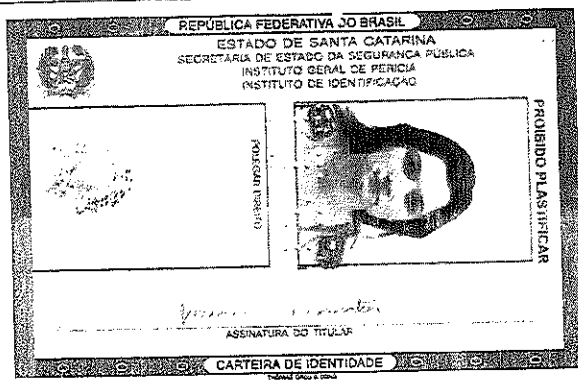 REPÚBLICA FEDERATIVA DO BRASIL
ESTADO DE SANTA CATARINA
SECRETARIA DE ESTADO DA SEGURANÇA PÚBLICA
INSTITUTO GERAL DE PERÍCIA
INSTITUTO DE IDENTIFICAÇÃO
POLEGAR DIREITO
PROIBIDO PLASTIFICAR
ASSINATURA DO TITULAR
CARTEIRA DE IDENTIDADE